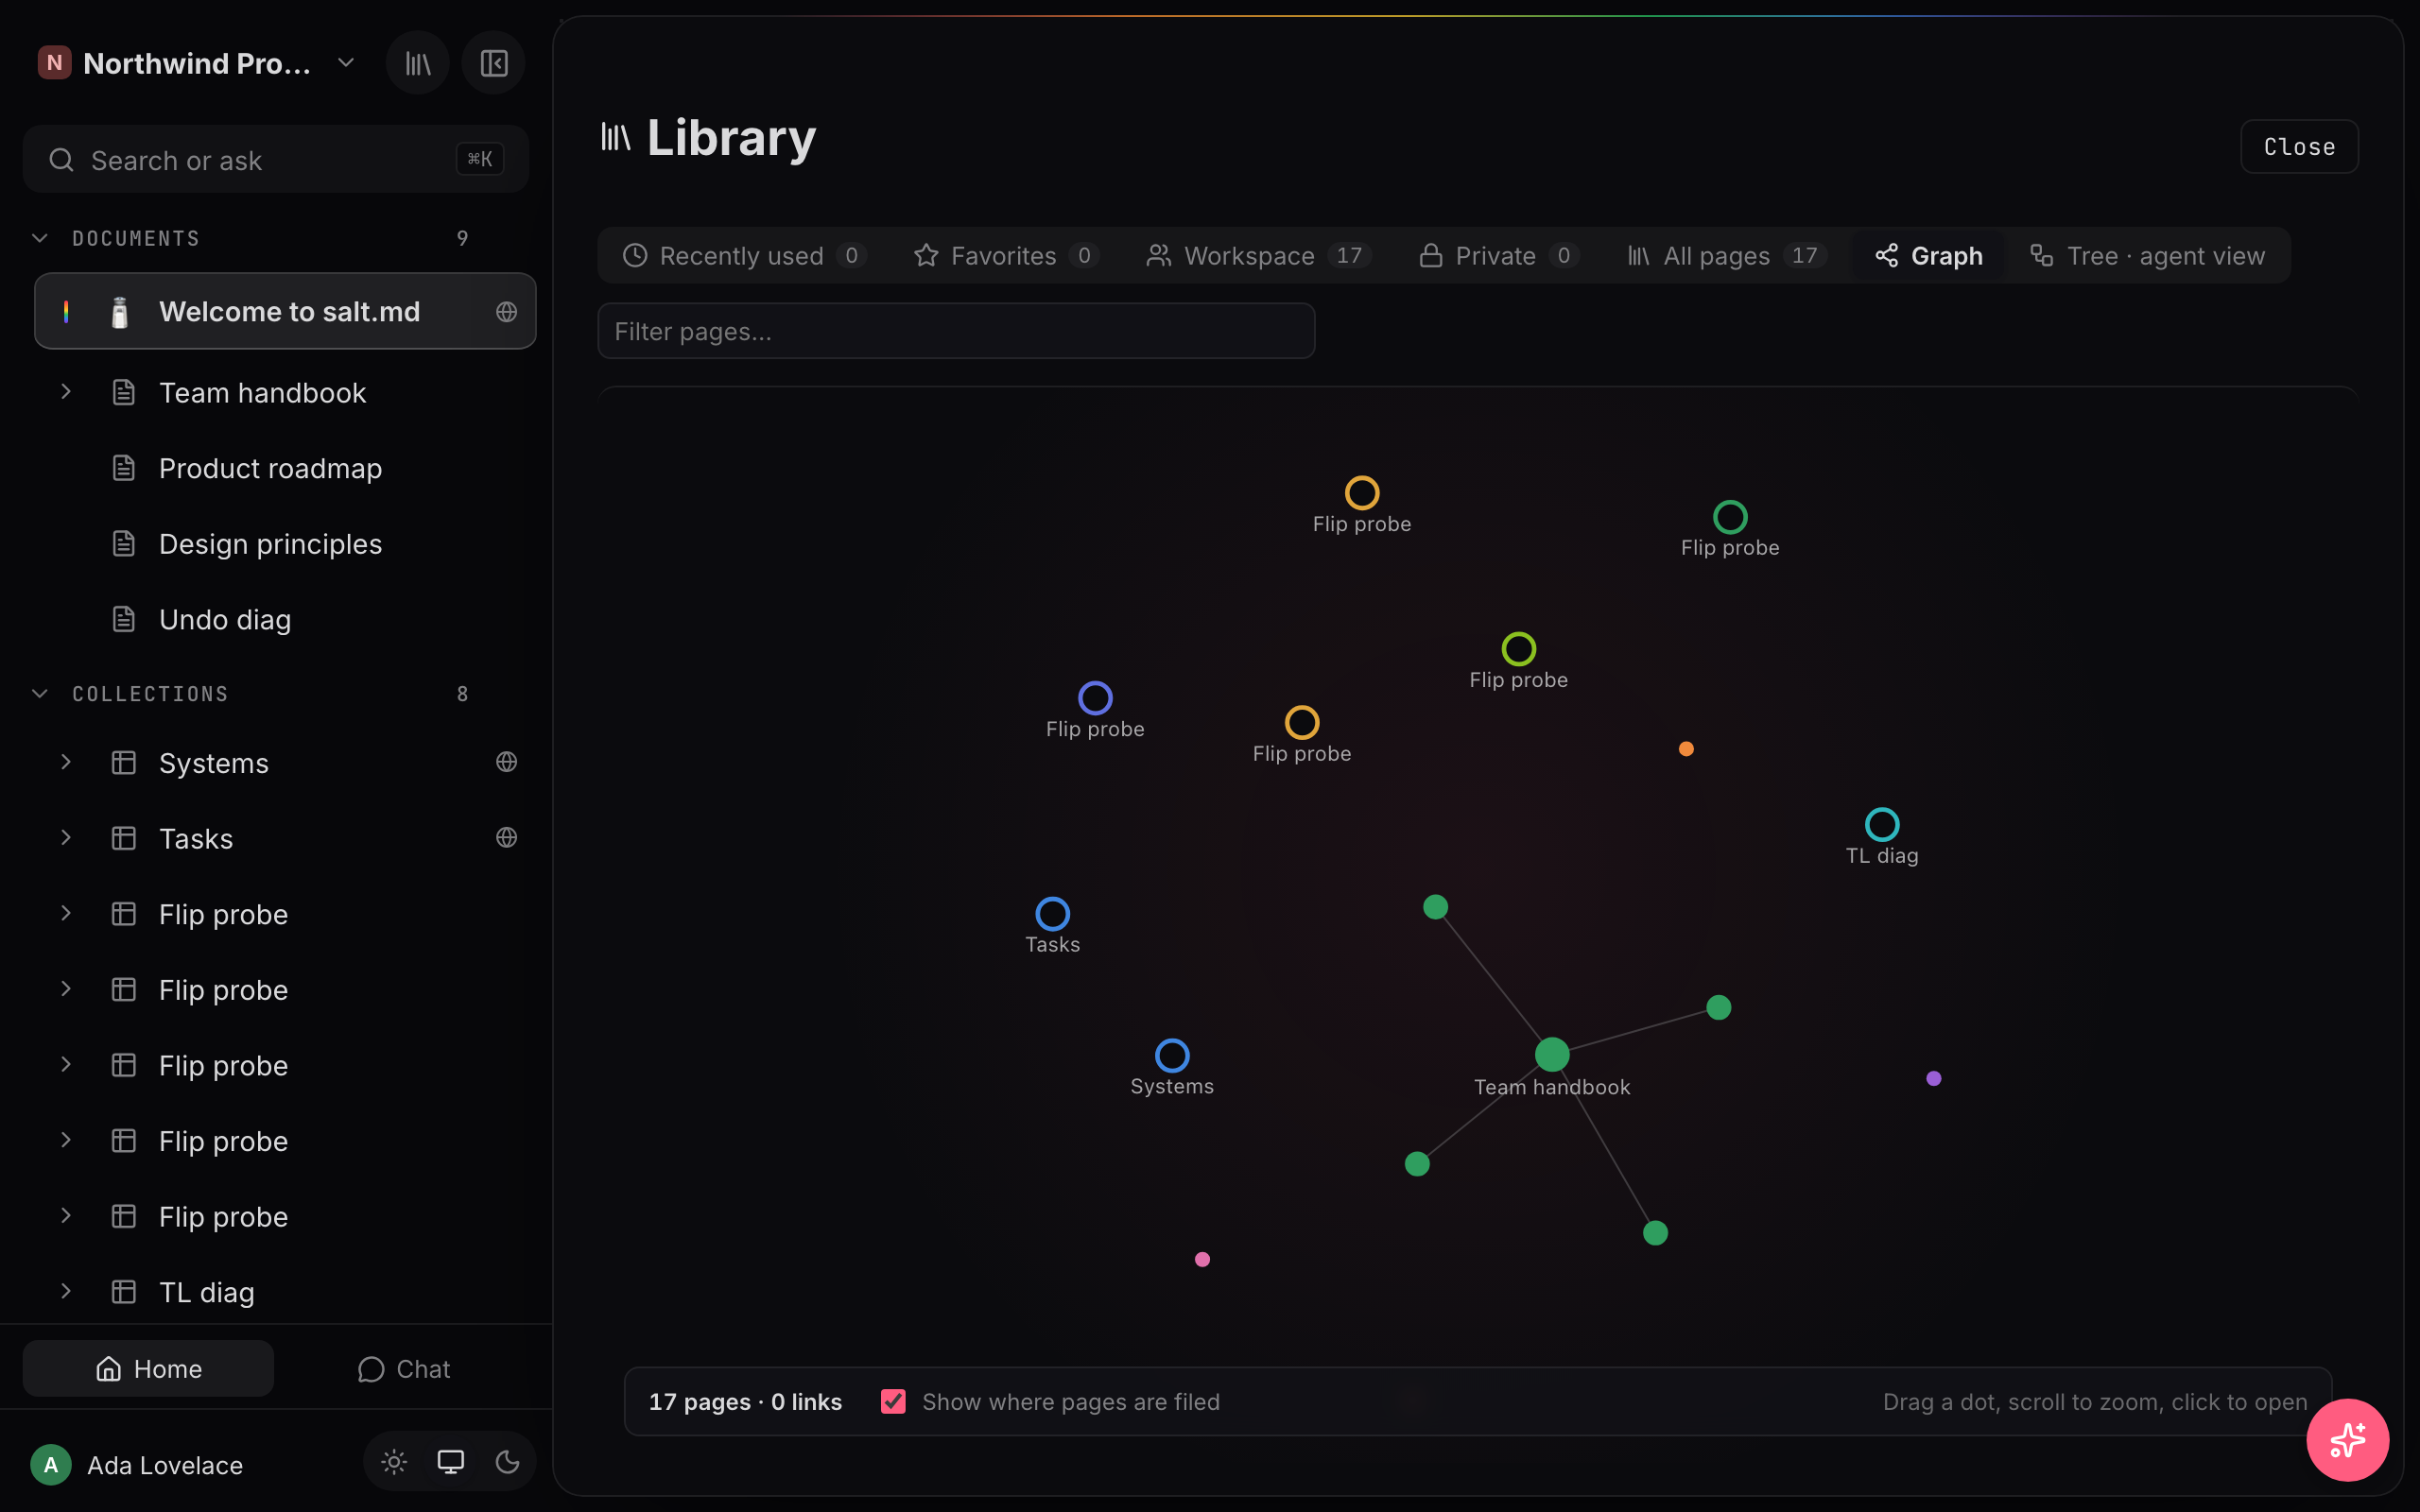 N Northwind Pro...
Search or ask ⌘K
DOCUMENTS 9
Welcome to salt.md
Team handbook
Product roadmap
Design principles
Undo diag
COLLECTIONS 8
Systems
Tasks
Flip probe
Flip probe
Flip probe
Flip probe
Flip probe
TL diag
Home Chat
A Ada Lovelace
Library
Close
Recently used 0 Favorites 0 Workspace 17 Private 0 All pages 17 Graph Tree · agent view
Filter pages...
Flip probe
Flip probe
Flip probe
Flip probe
Flip probe
TL diag
Tasks
Systems
Team handbook
17 pages · 0 links Show where pages are filed Drag a dot, scroll to zoom, click to open